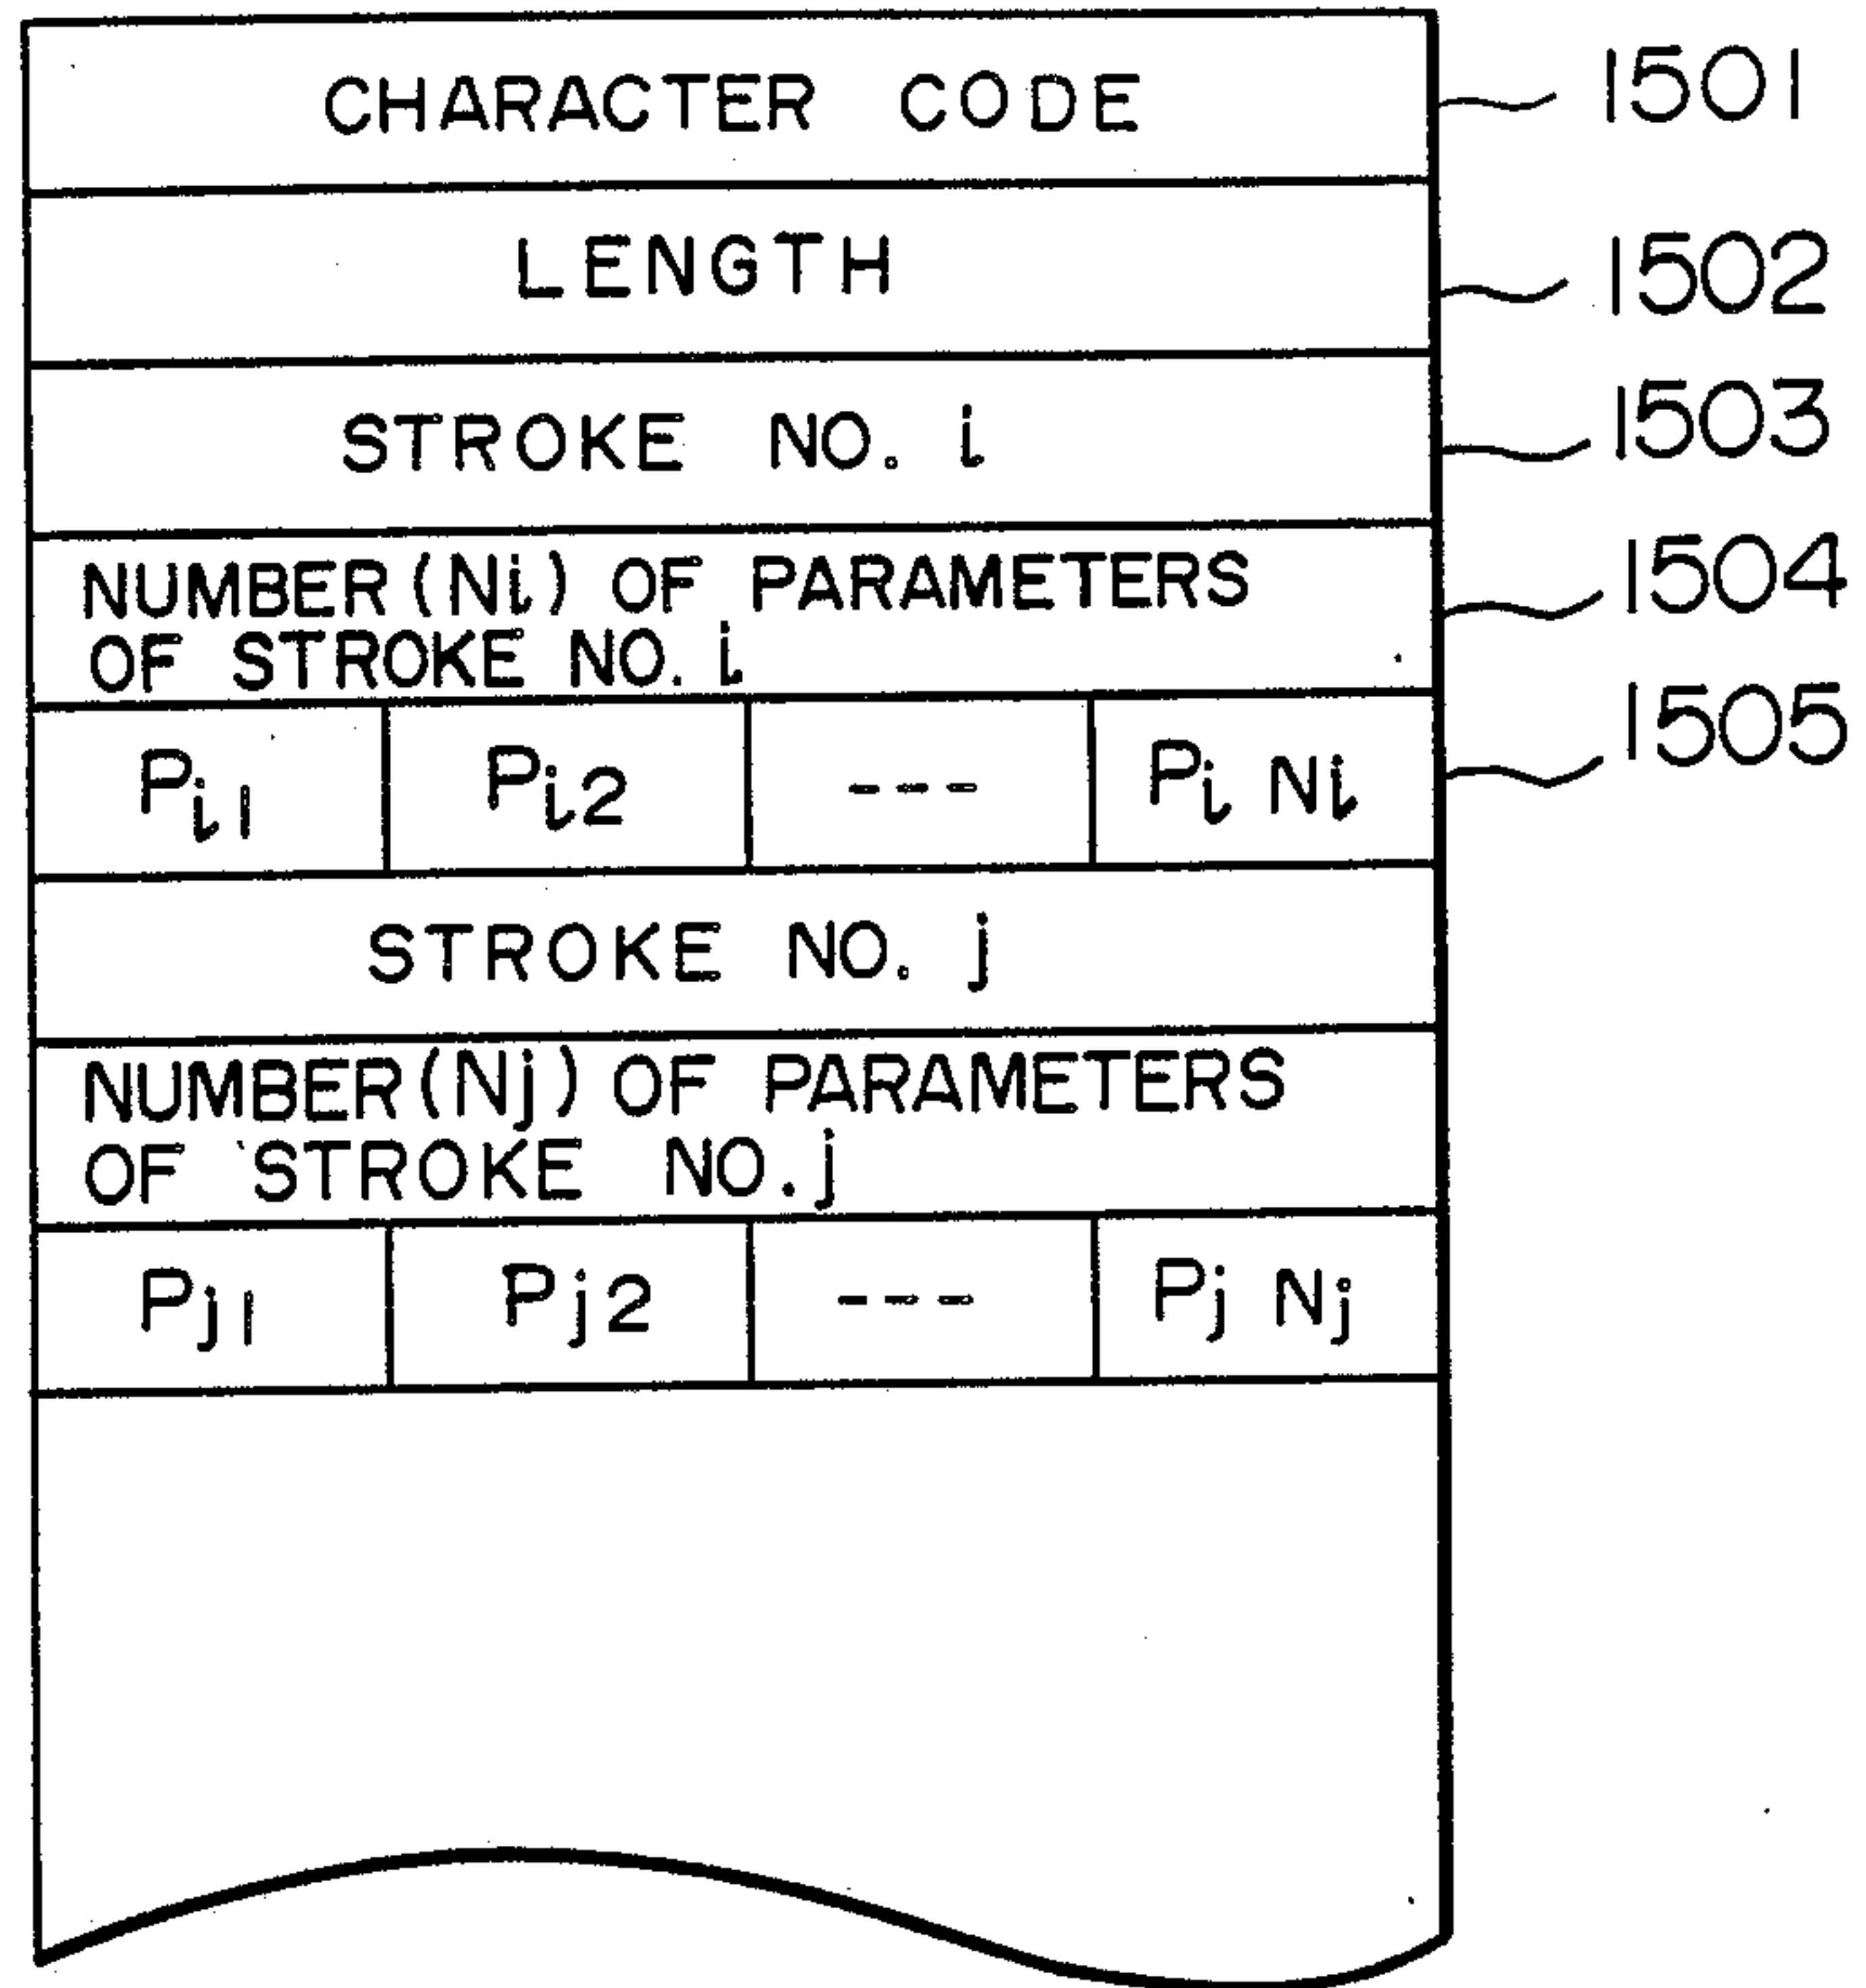 CHARACTER CODE 1501
LENGTH 1502
STROKE NO. i 1503
NUMBER (Ni) OF PARAMETERS 1504
OF STROKE NO. i
Pi1 Pi2 --- Pi Ni 1505
STROKE NO. j
NUMBER (Nj) OF PARAMETERS
OF STROKE NO. j
Pj1 Pj2 --- Pj Nj